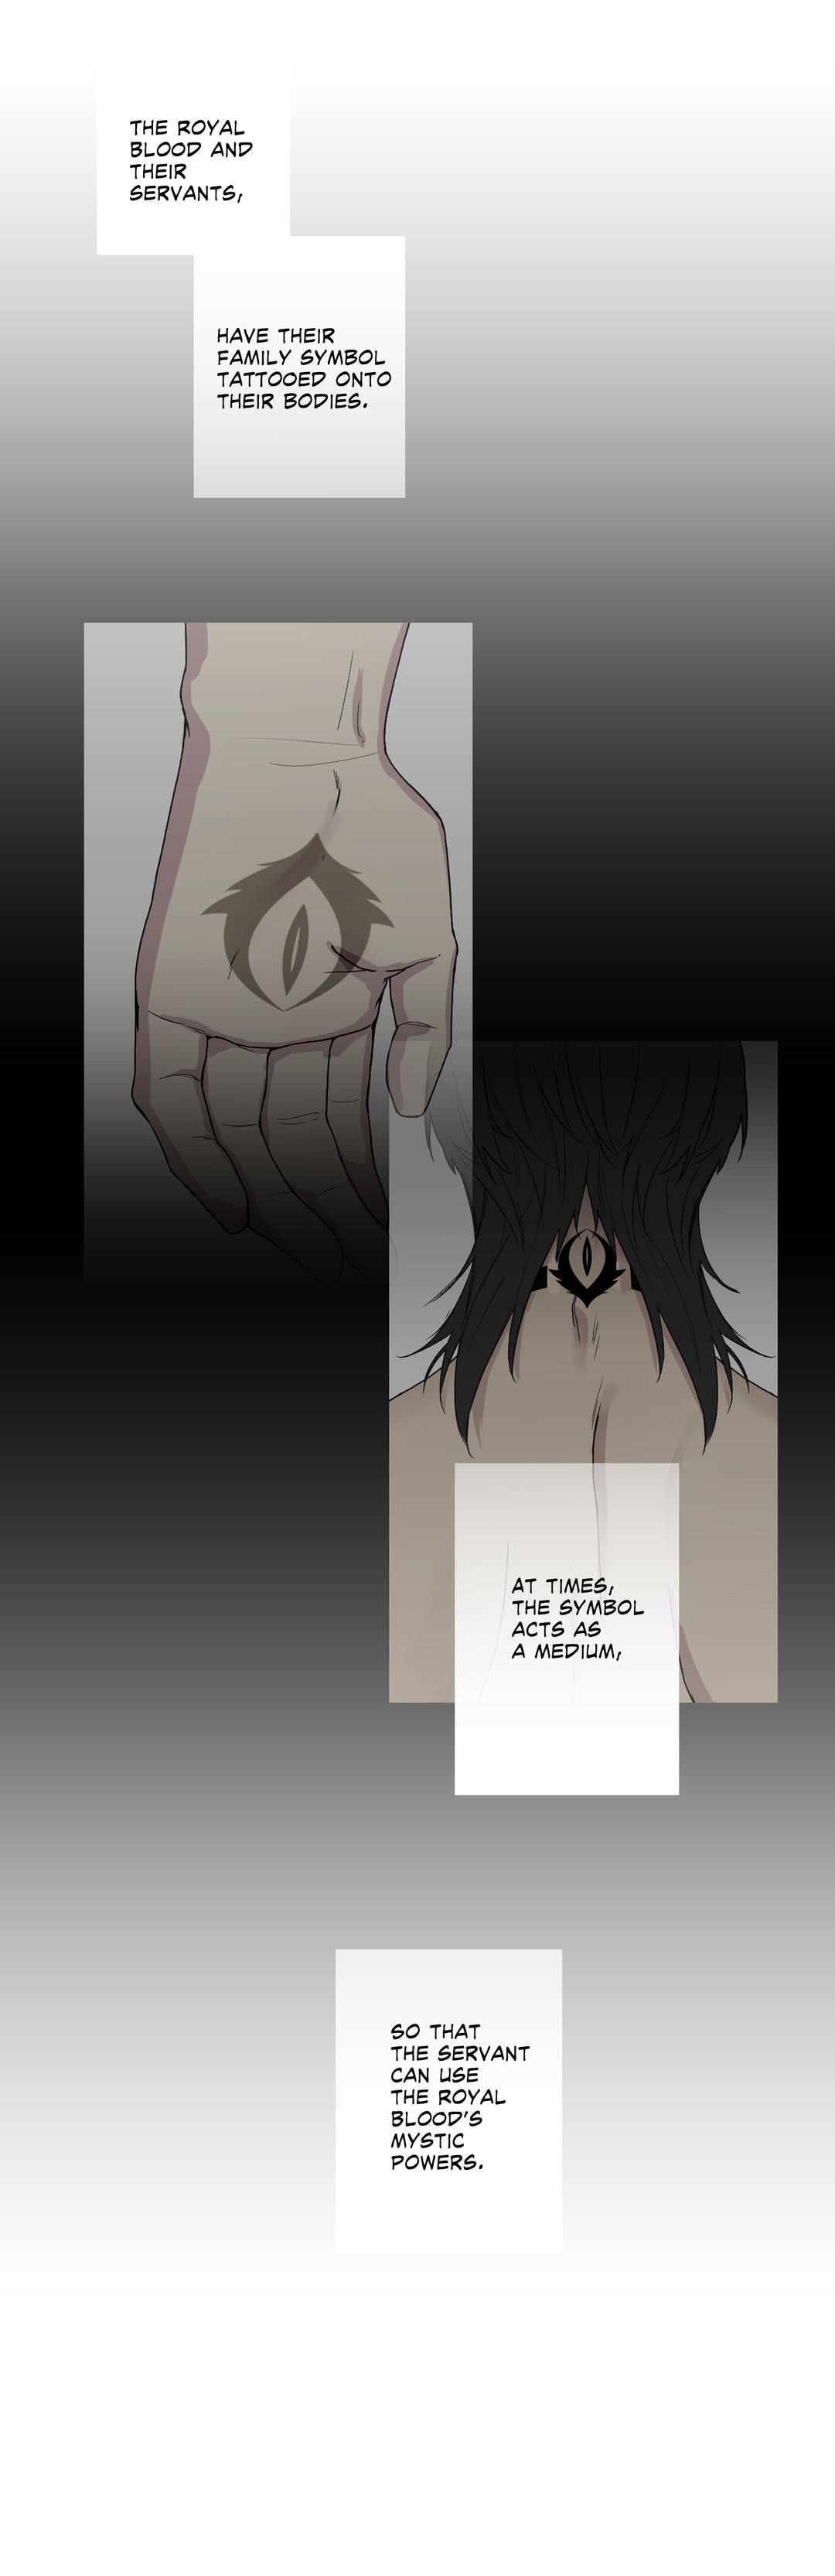 THE ROYAL
BLOOD AND
THEIR
SERVANTS,
HAVE THEIR
FAMILY SYMBOL
TATTOOED ONTO
THEIR BODIES.
AT TIMES,
THE SYMBOL
ACTS AS
A MEDIUM,
SO THAT
THE SERVANT
CAN USE
THE ROYAL
BLOOD'S
MYSTIC
POWERS.